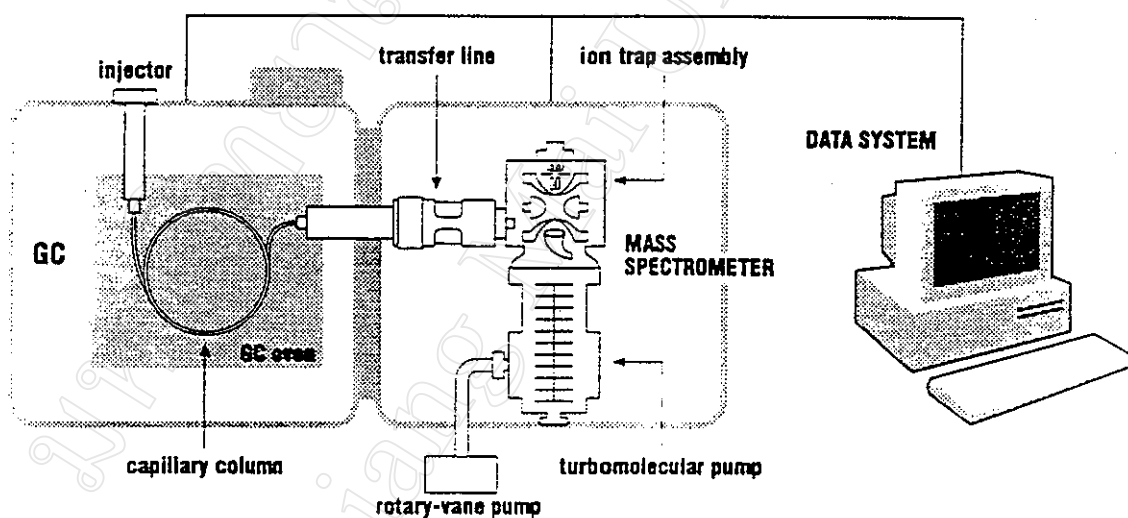 injector
transfer line
ion trap assembly
DATA SYSTEM
GC
MASS
SPECTROMETER
GC oven
capillary column
rotary-vane pump
turbomolecular pump